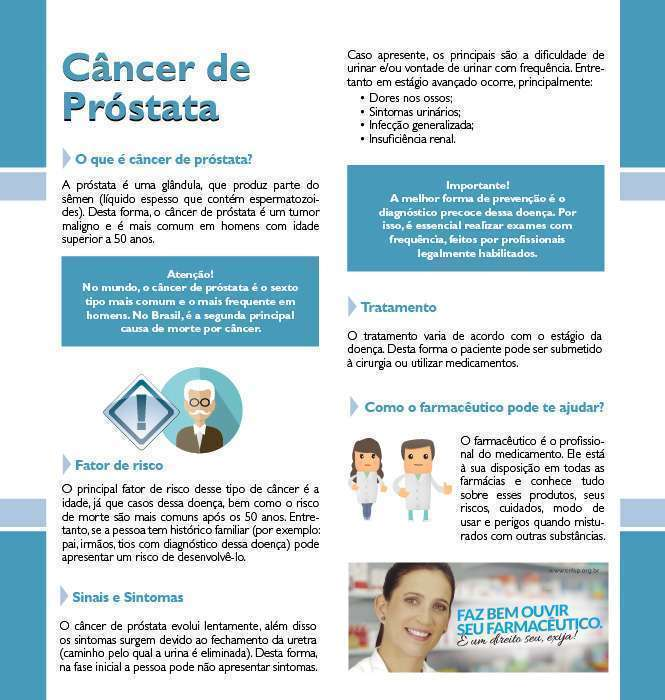 Câncer de
Próstata
O que é câncer de próstata?
A próstata é uma glândula, que produz parte do
sêmen (líquido espesso que contém espermatozoi-
des). Desta forma, o câncer de próstata é um tumor
maligno e é mais comum em homens com idade
superior a 50 anos.
Atenção!
No mundo, o câncer de próstata é o sexto
tipo mais comum e o mais frequente em
homens. No Brasil, é a segunda principal
causa de morte por câncer.
!
Fator de risco
O principal fator de risco desse tipo de câncer é a
idade, já que casos dessa doença, bem como o risco
de morte são mais comuns após os 50 anos. Entre-
tanto, se a pessoa tem histórico familiar (por exemplo:
pai, irmãos, tios com diagnóstico dessa doença) pode
apresentar um risco de desenvolvê-lo.
Sinais e Sintomas
O câncer de próstata evolui lentamente, além disso
os sintomas surgem devido ao fechamento da uretra
(caminho pelo qual a urina é eliminada). Desta forma,
na fase inicial a pessoa pode não apresentar sintomas.
Caso apresente, os principais são a dificuldade de
urinar e/ou vontade de urinar com frequência. Entre-
tanto em estágio avançado ocorre, principalmente:
• Dores nos ossos;
• Sintomas urinários;
• Infecção generalizada;
• Insuficiência renal.
Importante!
A melhor forma de prevenção é o
diagnóstico precoce dessa doença. Por
isso, é essencial realizar exames com
frequência, feitos por profissionais
legalmente habilitados.
Tratamento
O tratamento varia de acordo com o estágio da
doença. Desta forma o paciente pode ser submetido
à cirurgia ou utilizar medicamentos.
Como o farmacêutico pode te ajudar?
O farmacêutico é o profissio-
nal do medicamento. Ele está
à sua disposição em todas as
farmácias e conhece tudo
sobre esses produtos, seus
riscos, cuidados, modo de
usar e perigos quando mistu-
rados com outras substâncias.
www.crfsp.org.br
FAZ BEM OUVIR
SEU FARMACÊUTICO.
É um direito seu, exija!